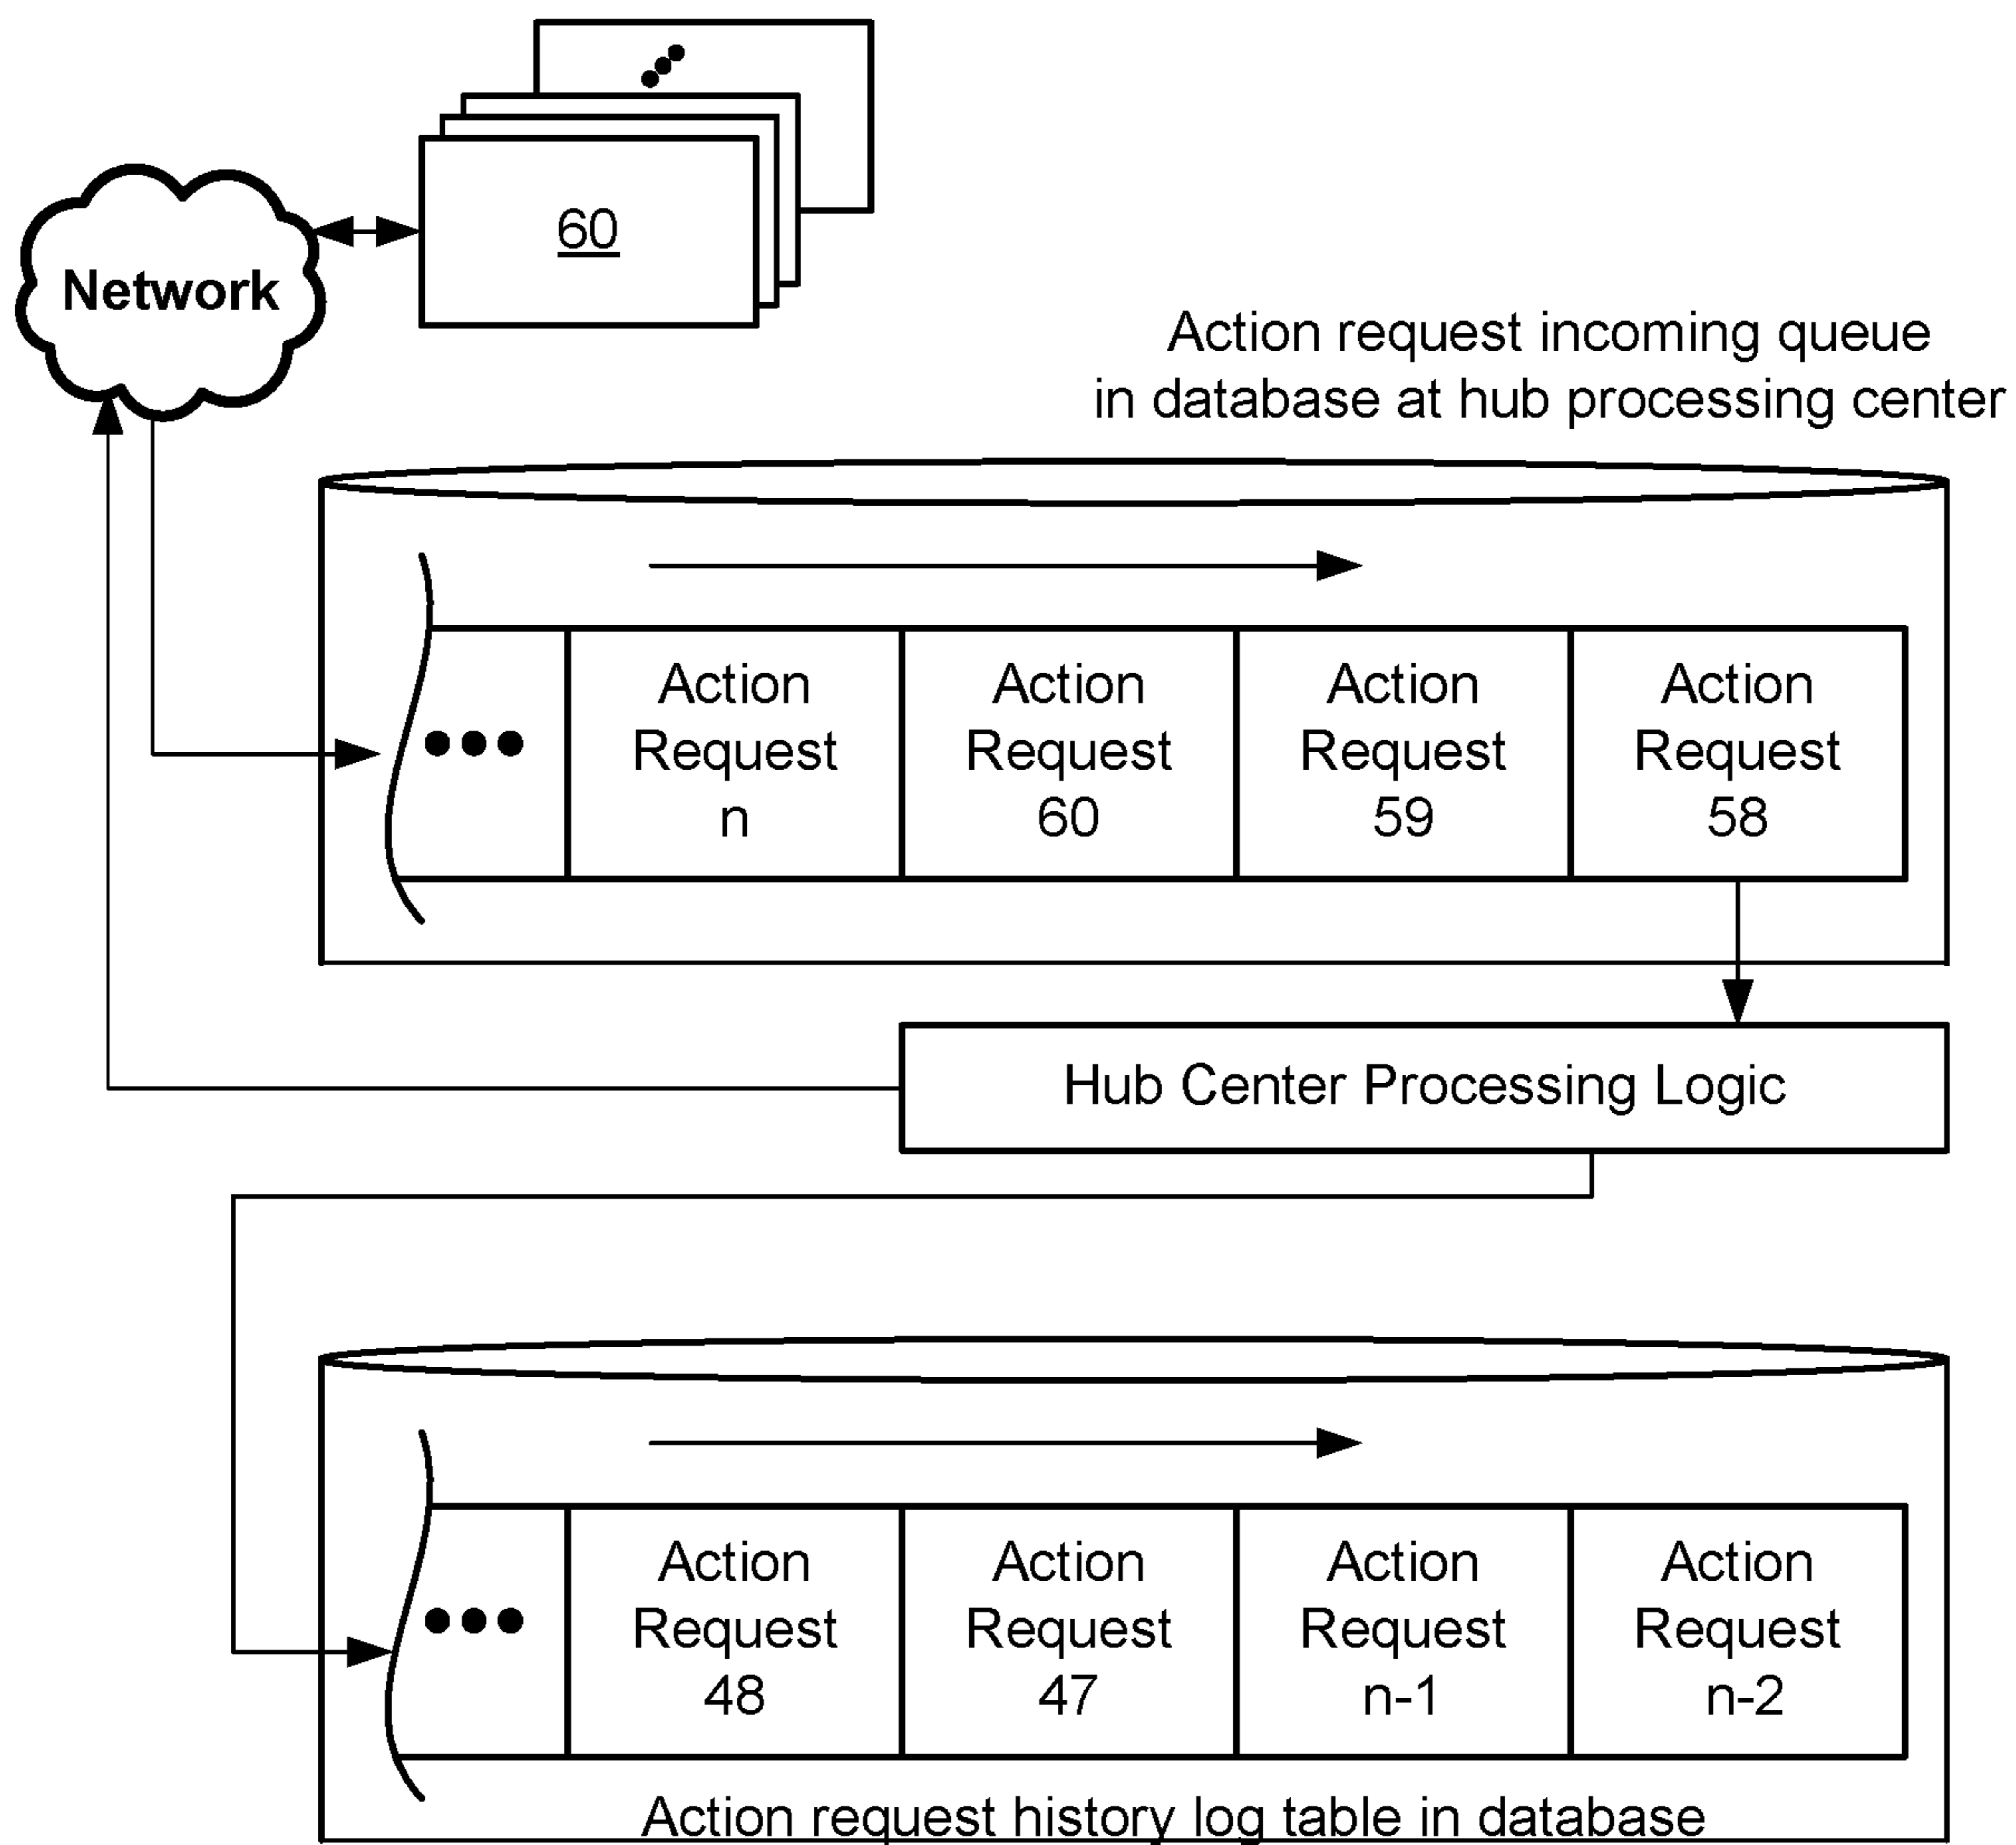 60
Network
Action request incoming queue
in database at hub processing center
Action
Request
n
Action
Request
60
Action
Request
59
Action
Request
58
Hub Center Processing Logic
Action
Request
48
Action
Request
47
Action
Request
n-1
Action
Request
n-2
Action request history log table in database